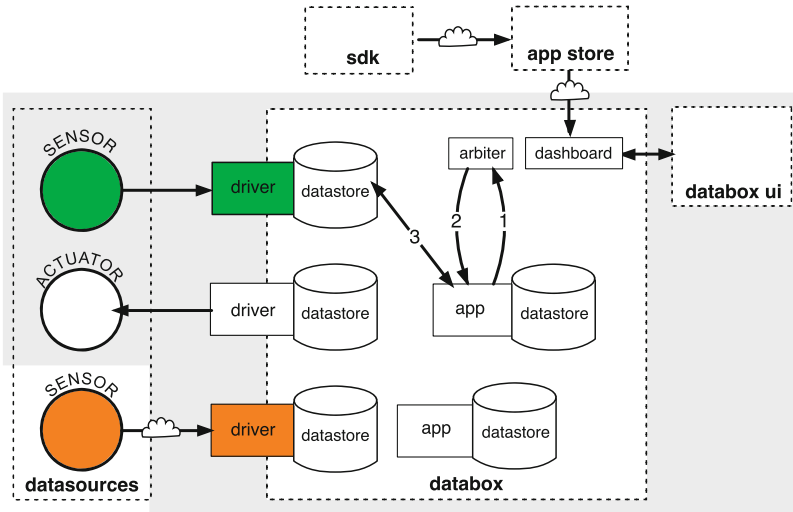 sdk
app store
SENSOR
driver
datastore
arbiter
dashboard
databox ui
3
2
1
ACTUATOR
driver
datastore
app
datastore
SENSOR
driver
datastore
app
datastore
datasources
databox